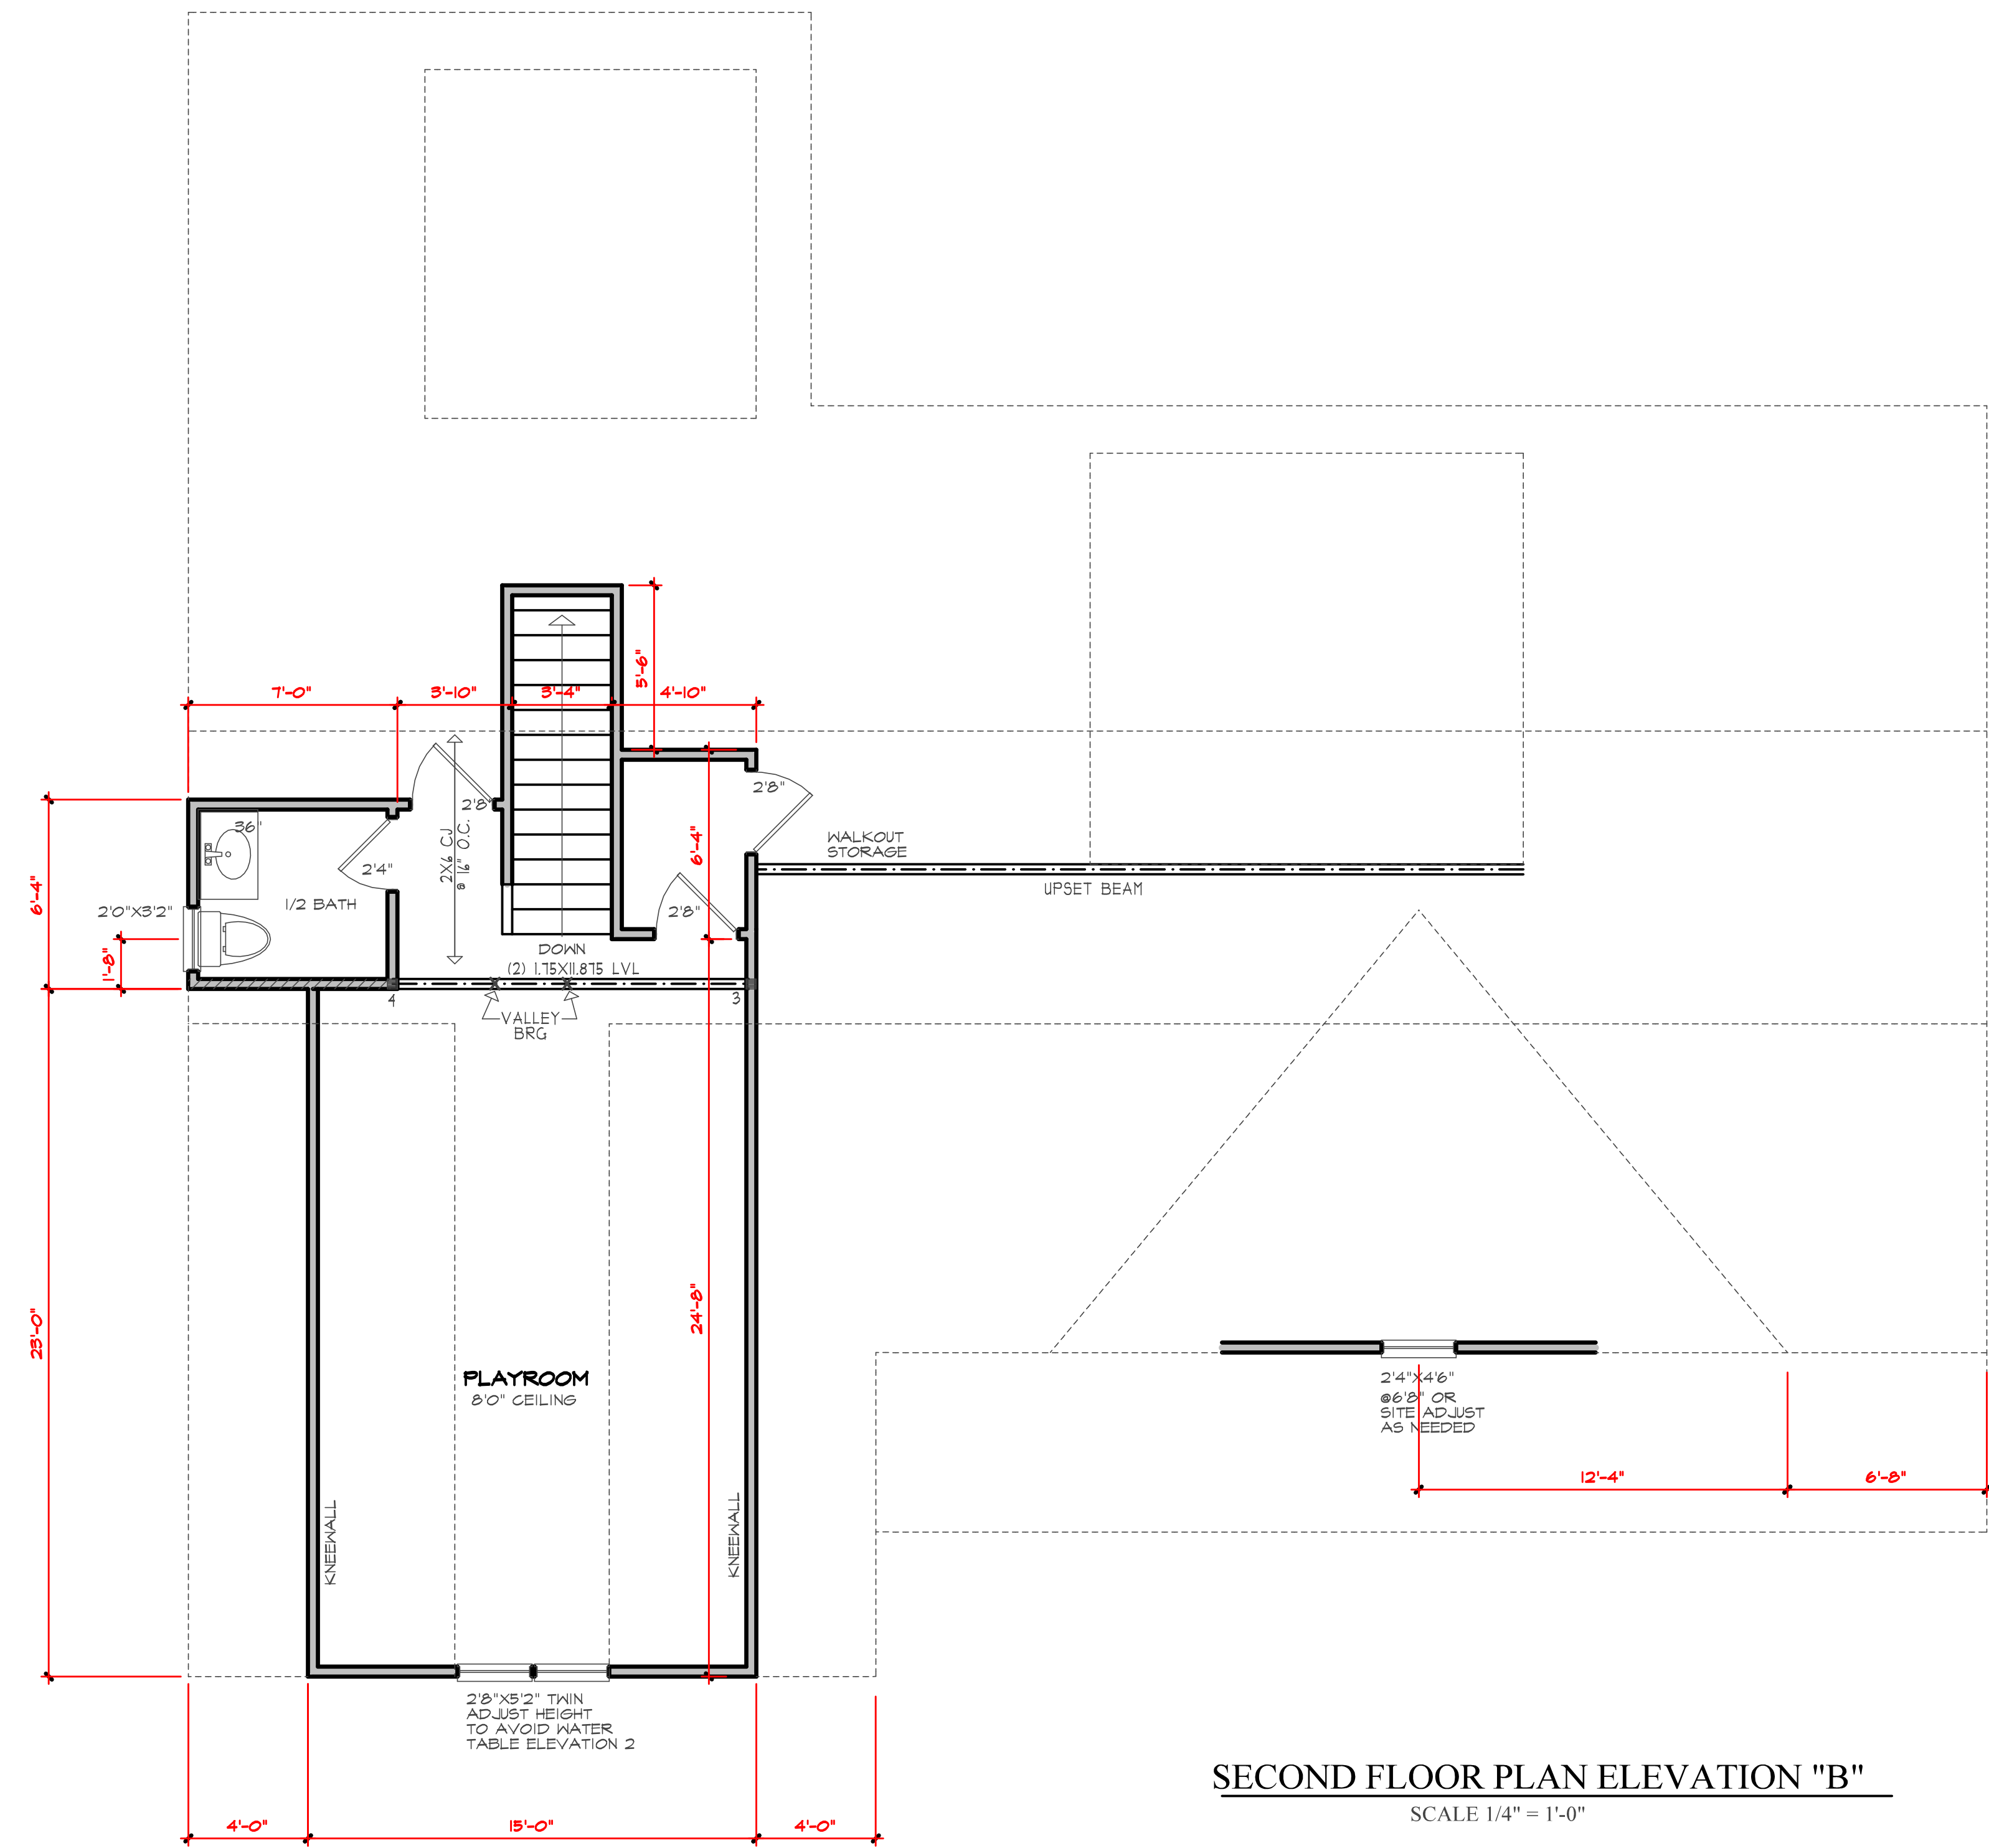 5'-6"
7'-0"
3'-10"
3'-4"
4'-10"
2'8"
2'8"
36"
2X6 CJ
@ 16" O.C.
6'-4"
WALKOUT
STORAGE
2'4"
UPSET BEAM
6'-4"
1/2 BATH
2'0"X3'2"
2'8"
1'-8"
DOWN
(2) 1.75X11.875 LVL
4
3
VALLEY
BRG
23'-0"
24'-8"
PLAYROOM
8'0" CEILING
2'4"X4'6"
@6'8" OR
SITE ADJUST
AS NEEDED
12'-4"
6'-8"
KNEEWALL
KNEEWALL
2'8"X5'2" TWIN
ADJUST HEIGHT
TO AVOID WATER
TABLE ELEVATION 2
4'-0"
15'-0"
4'-0"
SECOND FLOOR PLAN ELEVATION "B"
SCALE 1/4" = 1'-0"